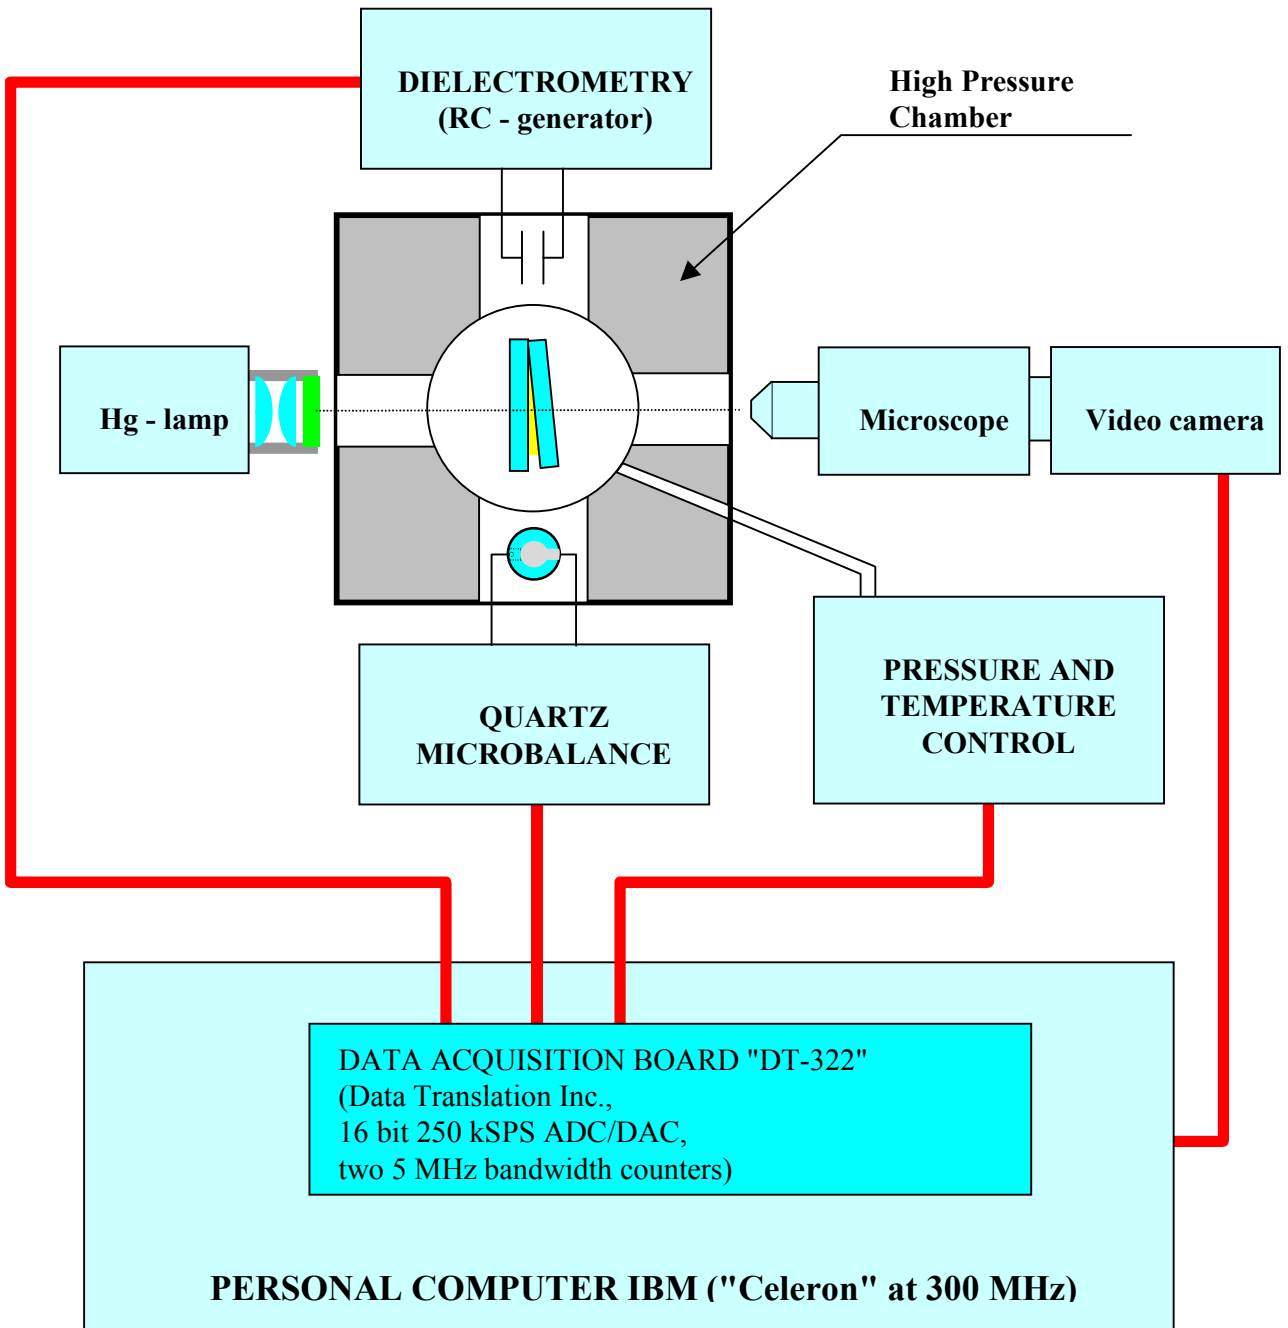 DIELECTROMETRY
(RC - generator)
High Pressure
Chamber
Hg - lamp
Microscope
Video camera
PRESSURE AND
TEMPERATURE
CONTROL
QUARTZ
MICROBALANCE
DATA ACQUISITION BOARD "DT-322"
(Data Translation Inc.,
16 bit 250 kSPS ADC/DAC,
two 5 MHz bandwidth counters)
PERSONAL COMPUTER IBM ("Celeron" at 300 MHz)